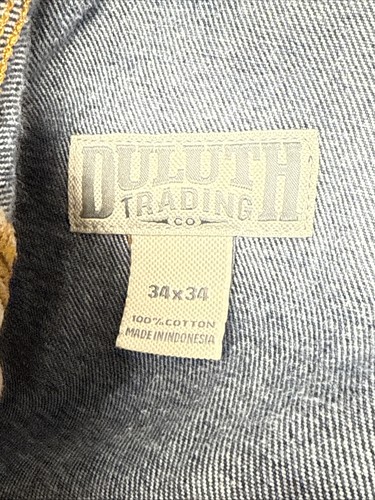 DULUTH
TRADING
CO
34x34
100% COTTON
MADE IN INDONESIA